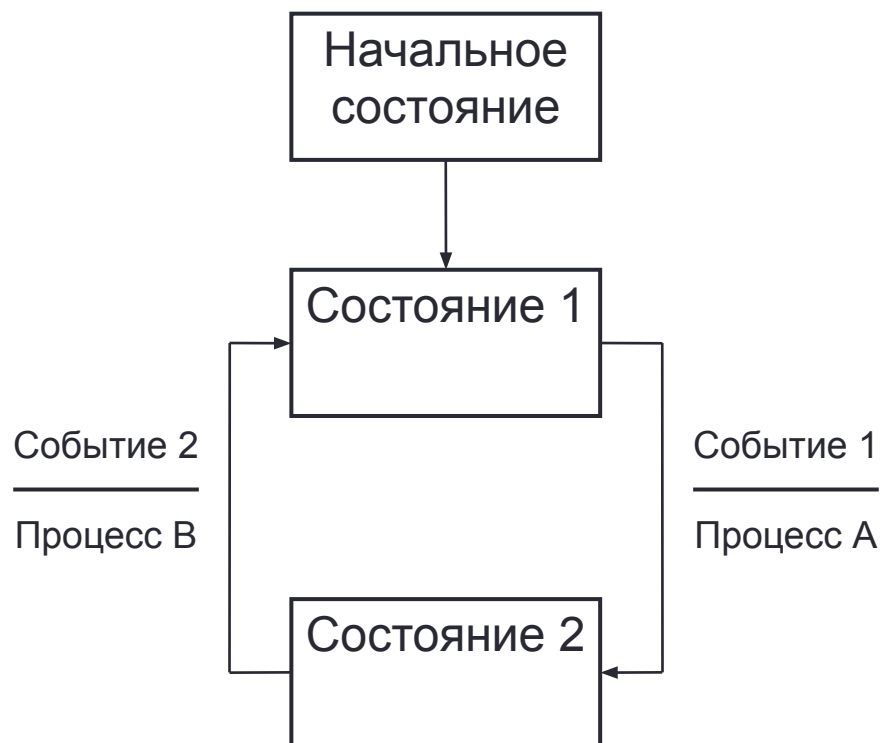 Начальное
состояние
Состояние 1
Событие 2
Процесс В
Событие 1
Процесс А
Состояние 2